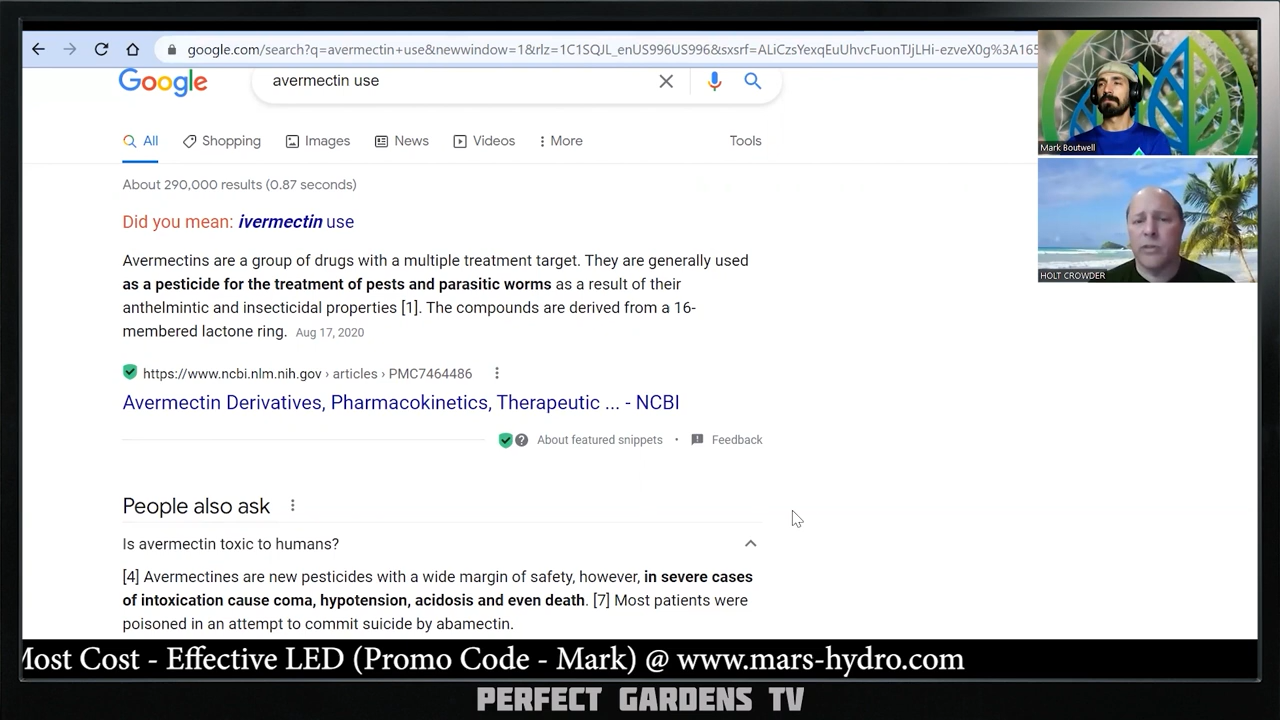 google.com/search?q=avermectin+use&newwindow=1&rlz=1C1SQJL_enUS996US996&sxsrf=ALiCzsYexqEuUhvcFuonTJjLHi-ezveX0g%3A165
Google
avermectin use
All Shopping Images News Videos More Tools
About 290,000 results (0.87 seconds)
Did you mean: ivermectin use
Avermectins are a group of drugs with a multiple treatment target. They are generally used
as a pesticide for the treatment of pests and parasitic worms as a result of their
anthelmintic and insecticidal properties [1]. The compounds are derived from a 16-
membered lactone ring. Aug 17, 2020
https://www.ncbi.nlm.nih.gov › articles › PMC7464486
Avermectin Derivatives, Pharmacokinetics, Therapeutic ... - NCBI
About featured snippets • Feedback
People also ask
Is avermectin toxic to humans?
[4] Avermectines are new pesticides with a wide margin of safety, however, in severe cases
of intoxication cause coma, hypotension, acidosis and even death. [7] Most patients were
poisoned in an attempt to commit suicide by abamectin.
Mark Boutwell
HOLT CROWDER
Most Cost - Effective LED (Promo Code - Mark) @ www.mars-hydro.com
PERFECT GARDENS TV